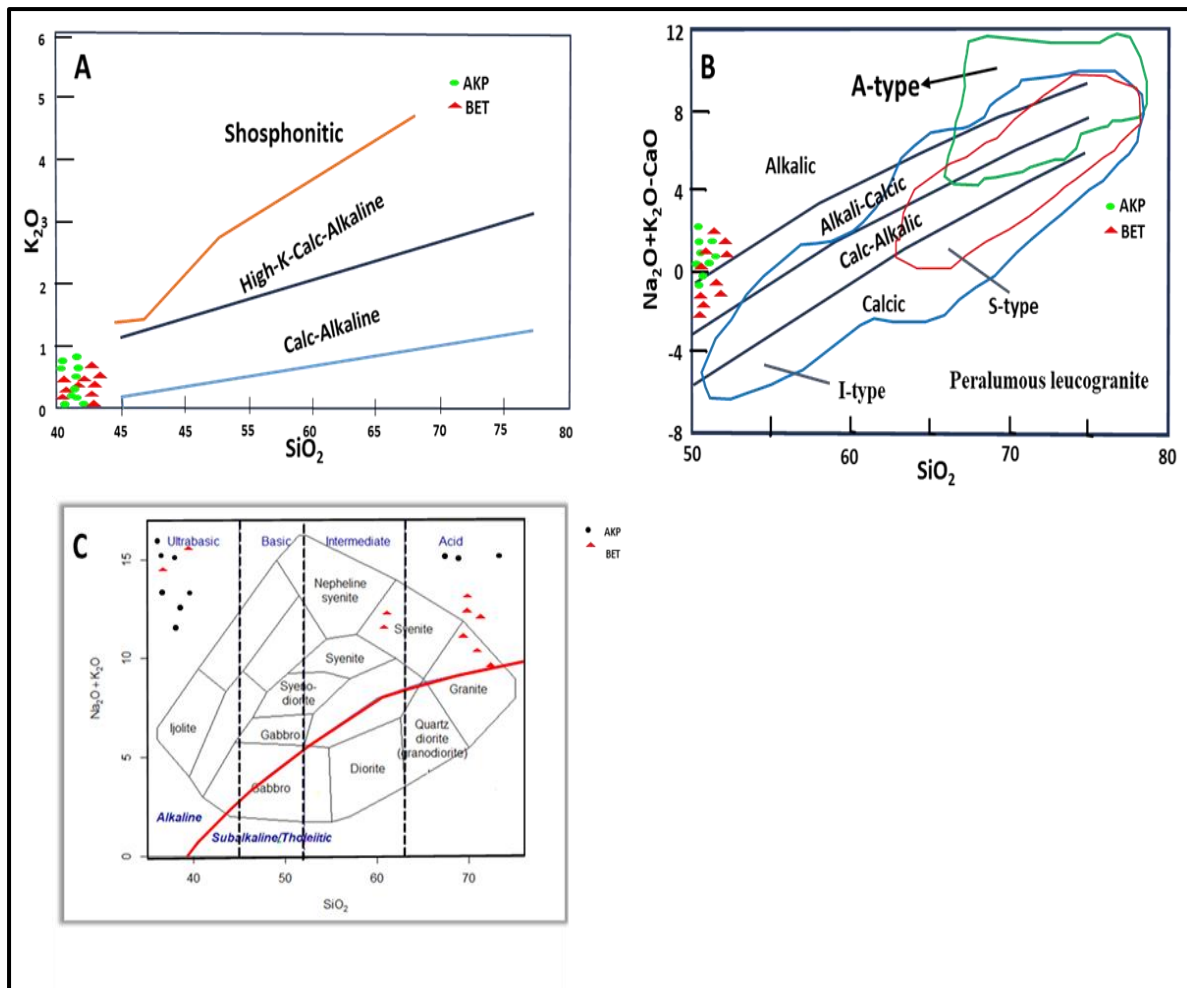 A
AKP
BET
Shosphonitic
High-K-Calc-Alkaline
Calc-Alkaline
K2O
6
5
4
3
2
1
0
40 45 45 50 55 60 65 70 75 80
SiO2
B
A-type
Alkalic
Alkali-Calcic
Calc-Alkalic
Calcic
S-type
I-type
Peralumous leucogranite
AKP
BET
Na2O+K2O-CaO
12
8
4
0
-4
-8
50 60 70 80
SiO2
C
Ultrabasic Basic Intermediate Acid
Nepheline
syenite
Syenite
Syenite
Syeno-
diorite
Granite
Ijolite
Gabbro
Quartz
diorite
(granodiorite)
Diorite
Gabbro
Alkaline
Subalkaline/Tholeiitic
Na2O + K2O
15
10
5
0
40 50 60 70
SiO2
AKP
BET